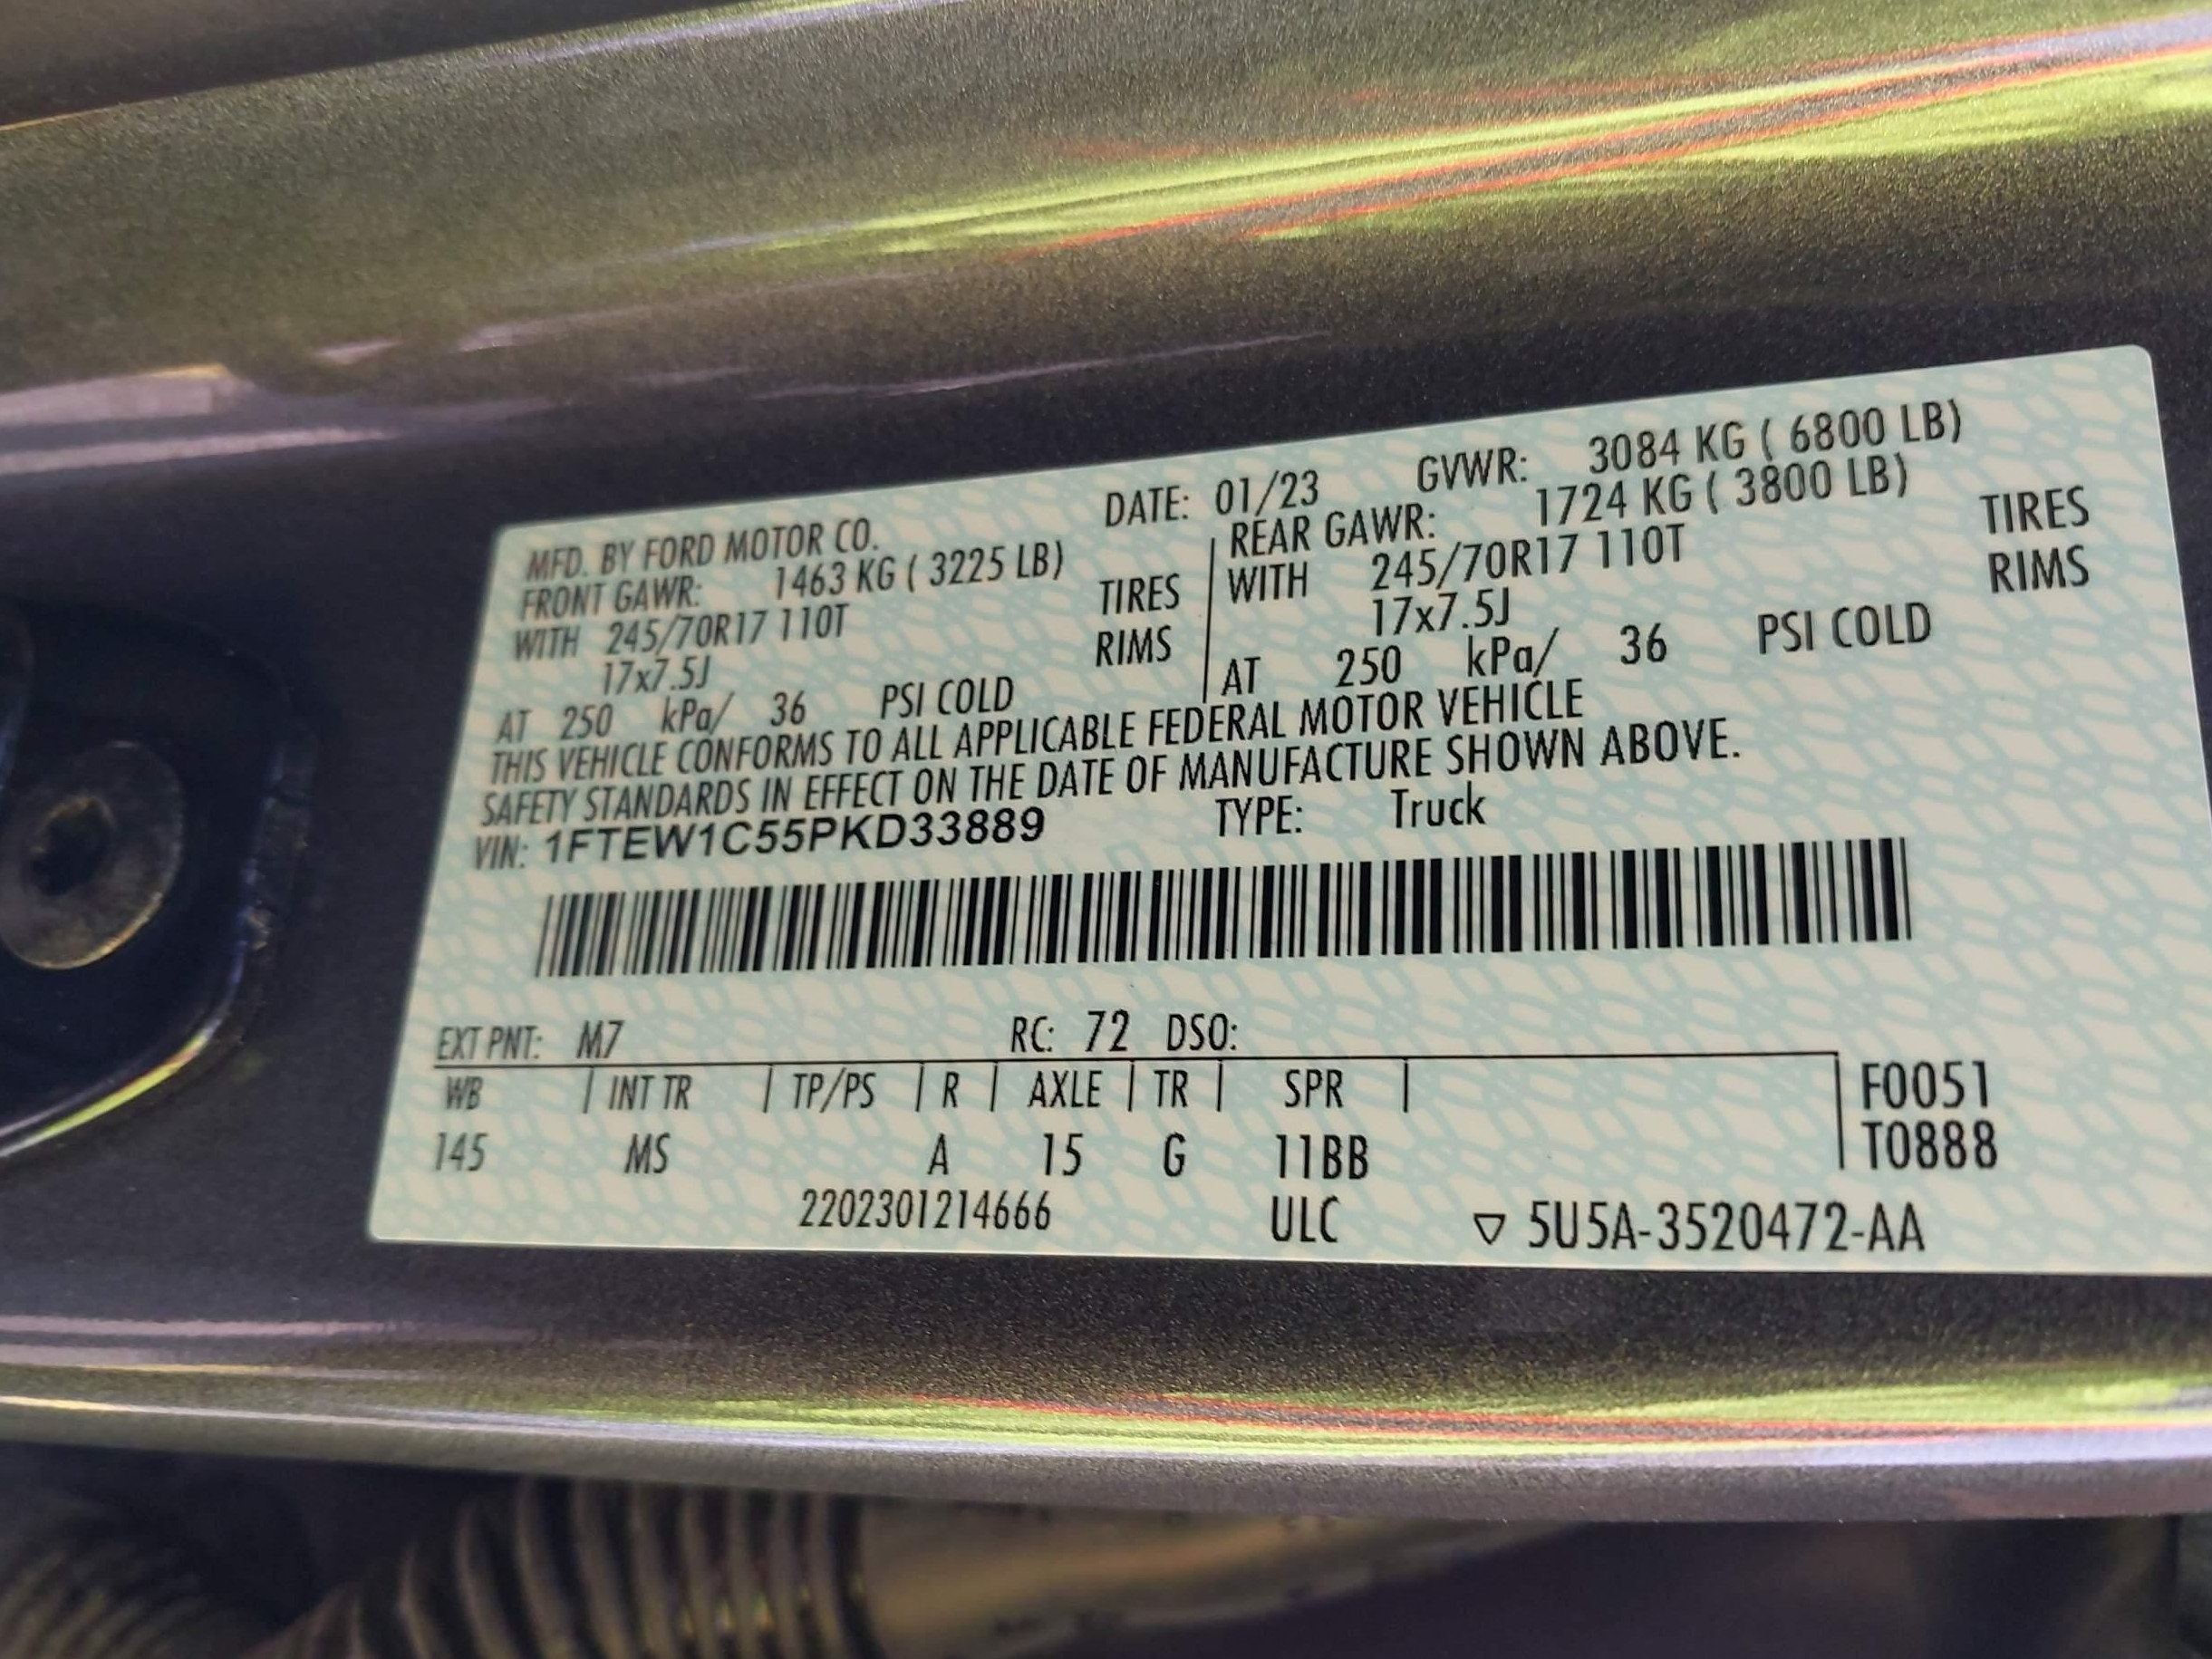 MFD. BY FORD MOTOR CO. DATE: 01/23 GVWR: 3084 KG ( 6800 LB)
FRONT GAWR: 1463 KG ( 3225 LB) REAR GAWR: 1724 KG ( 3800 LB)
WITH 245/70R17 110T TIRES WITH 245/70R17 110T TIRES
17x7.5J RIMS 17x7.5J RIMS
AT 250 kPa/ 36 PSI COLD AT 250 kPa/ 36 PSI COLD
THIS VEHICLE CONFORMS TO ALL APPLICABLE FEDERAL MOTOR VEHICLE
SAFETY STANDARDS IN EFFECT ON THE DATE OF MANUFACTURE SHOWN ABOVE.
VIN: 1FTEW1C55PKD33889 TYPE: Truck
EXT PNT: M7 RC: 72 DSO:
WB | INT TR | TP/PS | R | AXLE | TR | SPR | F0051
145 MS A 15 G 11BB T0888
2202301214666 ULC ▽ 5U5A-3520472-AA